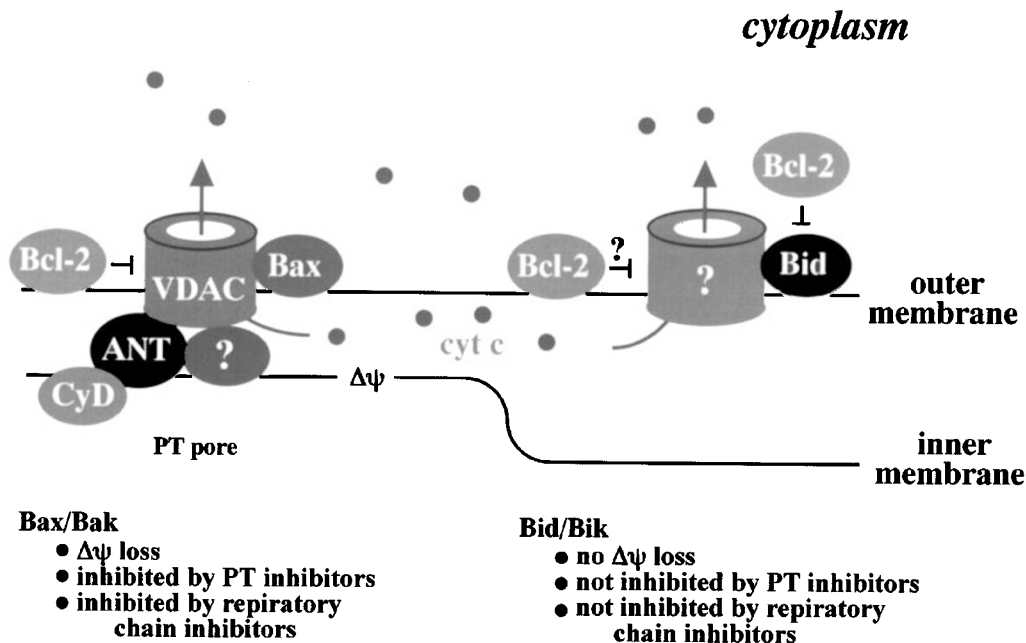 cytoplasm
Bcl-2
VDAC
Bax
ANT
?
CyD
PT pore
cyt c
Δψ
Bcl-2
?
?
Bcl-2
Bid
outer
membrane
inner
membrane
Bax/Bak
● Δψ loss
● inhibited by PT inhibitors
● inhibited by repiratory
chain inhibitors
Bid/Bik
● no Δψ loss
● not inhibited by PT inhibitors
● not inhibited by repiratory
chain inhibitors